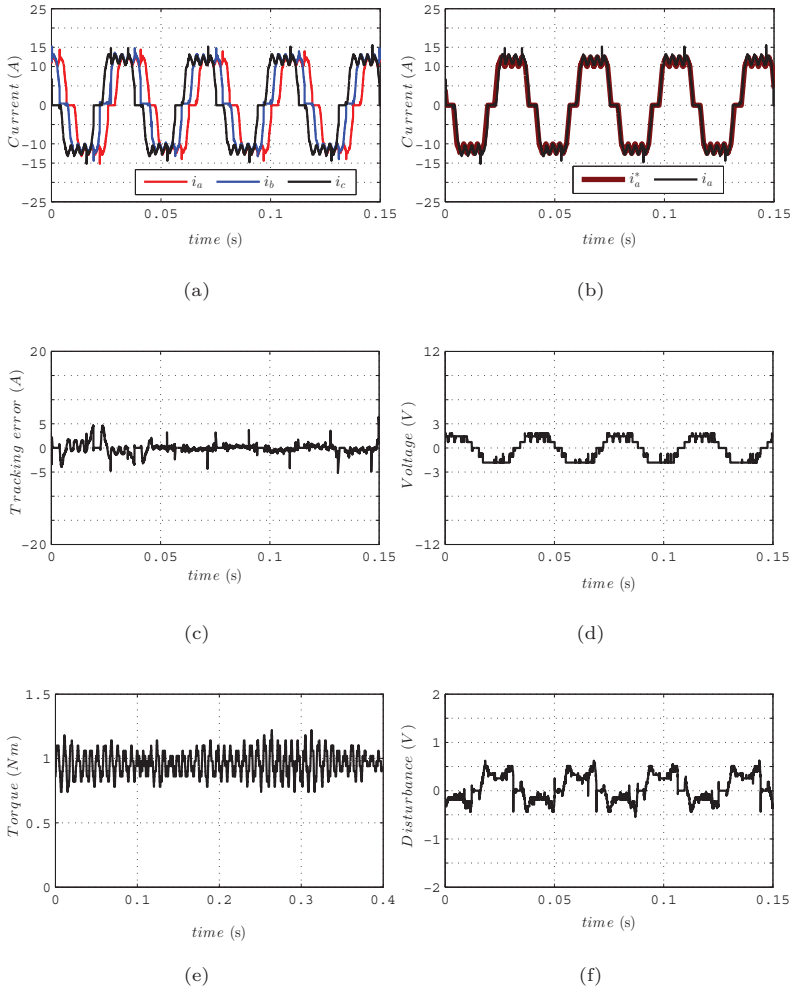 Current (A)
25
15
10
0
-10
-15
25
i_a i_b i_c
0 0.05 0.1 0.15
time (s)
(a)
Current (A)
25
15
10
0
-10
-15
-25
i_a^* i_a
0 0.05 0.1 0.15
time (s)
(b)
Tracking error (A)
20
5
0
-5
-20
0 0.05 0.1 0.15
time (s)
(c)
Voltage (V)
12
3
0
-3
-12
0 0.05 0.1 0.15
time (s)
(d)
Torque (Nm)
1.5
1
0.5
0
0 0.1 0.2 0.3 0.4
time (s)
(e)
Disturbance (V)
2
1
0.5
0
-1
-2
0 0.05 0.1 0.15
time (s)
(f)